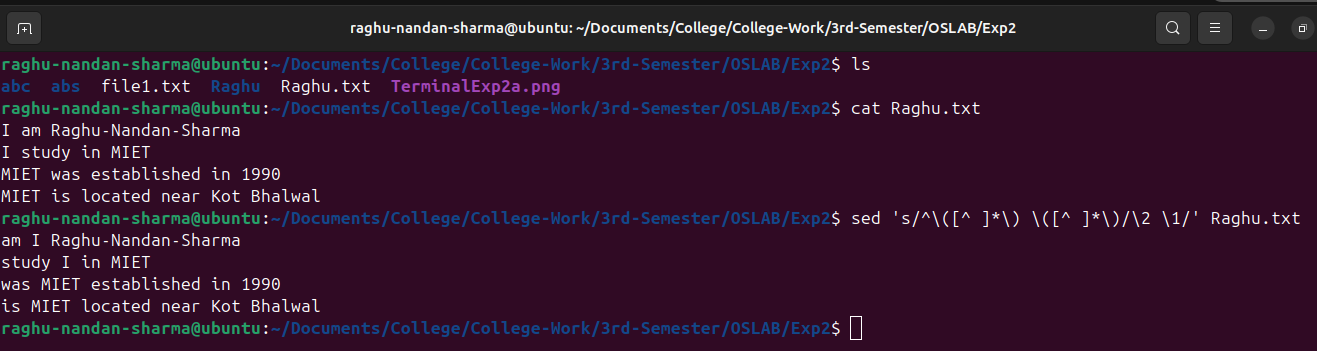 raghu-nandan-sharma@ubuntu: ~/Documents/College/College-Work/3rd-Semester/OSLAB/Exp2
raghu-nandan-sharma@ubuntu:~/Documents/College/College-Work/3rd-Semester/OSLAB/Exp2$ ls
abc  abs  file1.txt  Raghu  Raghu.txt  TerminalExp2a.png
raghu-nandan-sharma@ubuntu:~/Documents/College/College-Work/3rd-Semester/OSLAB/Exp2$ cat Raghu.txt
I am Raghu-Nandan-Sharma
I study in MIET
MIET was established in 1990
MIET is located near Kot Bhalwal
raghu-nandan-sharma@ubuntu:~/Documents/College/College-Work/3rd-Semester/OSLAB/Exp2$ sed 's/^\([^ ]*\) \([^ ]*\)/\2 \1/' Raghu.txt
am I Raghu-Nandan-Sharma
study I in MIET
was MIET established in 1990
is MIET located near Kot Bhalwal
raghu-nandan-sharma@ubuntu:~/Documents/College/College-Work/3rd-Semester/OSLAB/Exp2$